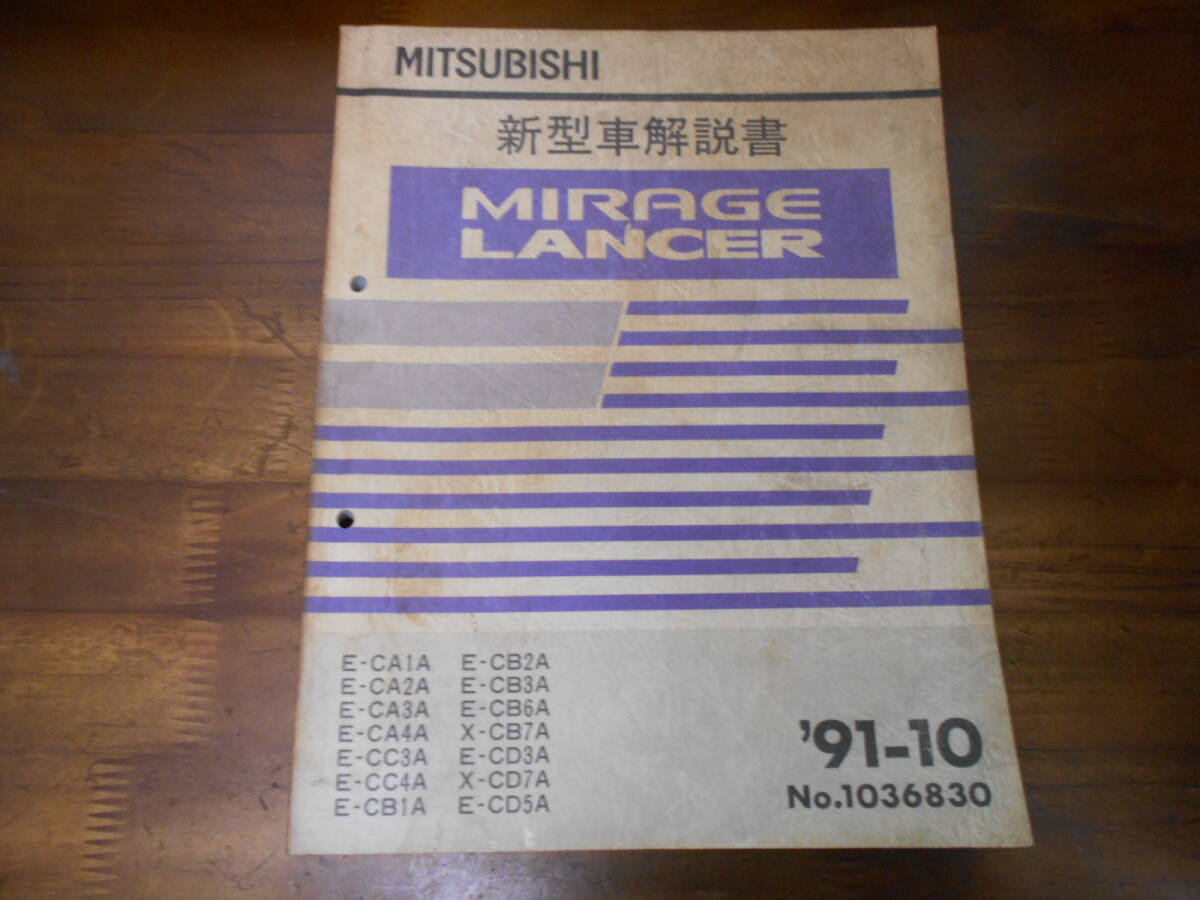 MITSUBISHI
新型車解説書
MIRAGE
LANCER
E-CA1A E-CB2A
E-CA2A E-CB3A
E-CA3A E-CB6A
E-CA4A X-CB7A
E-CC3A E-CD3A
E-CC4A X-CD7A
E-CB1A E-CD5A
'91-10
No.1036830